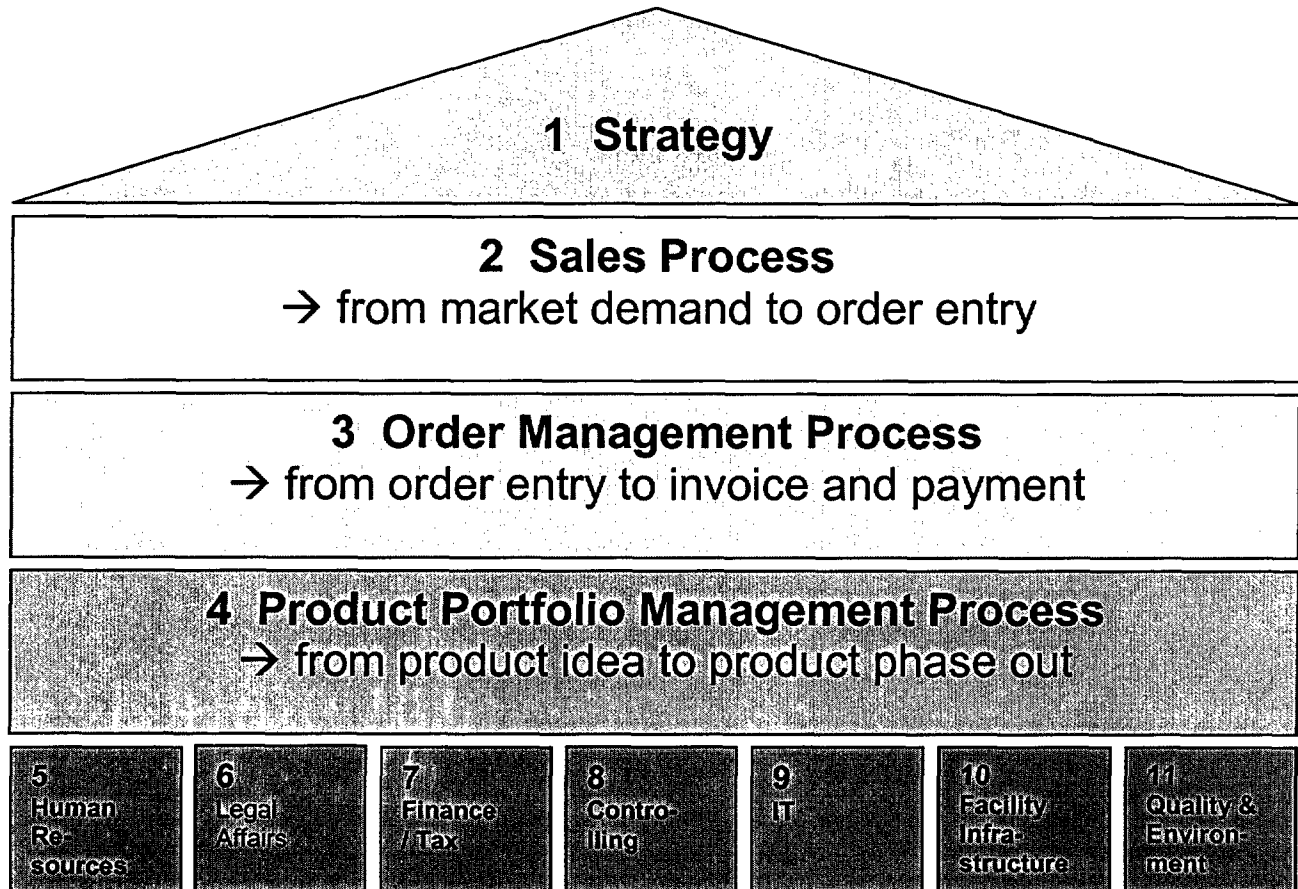 1 Strategy
2 Sales Process
→ from market demand to order entry
3 Order Management Process
→ from order entry to invoice and payment
4 Product Portfolio Management Process
→ from product idea to product phase out
5
Human
Re-
sources
6
Legal
Affairs
7
Finance
/ Tax
8
Contro-
lling
9
IT
10
Facility
Infra-
structure
11
Quality &
Environ-
ment